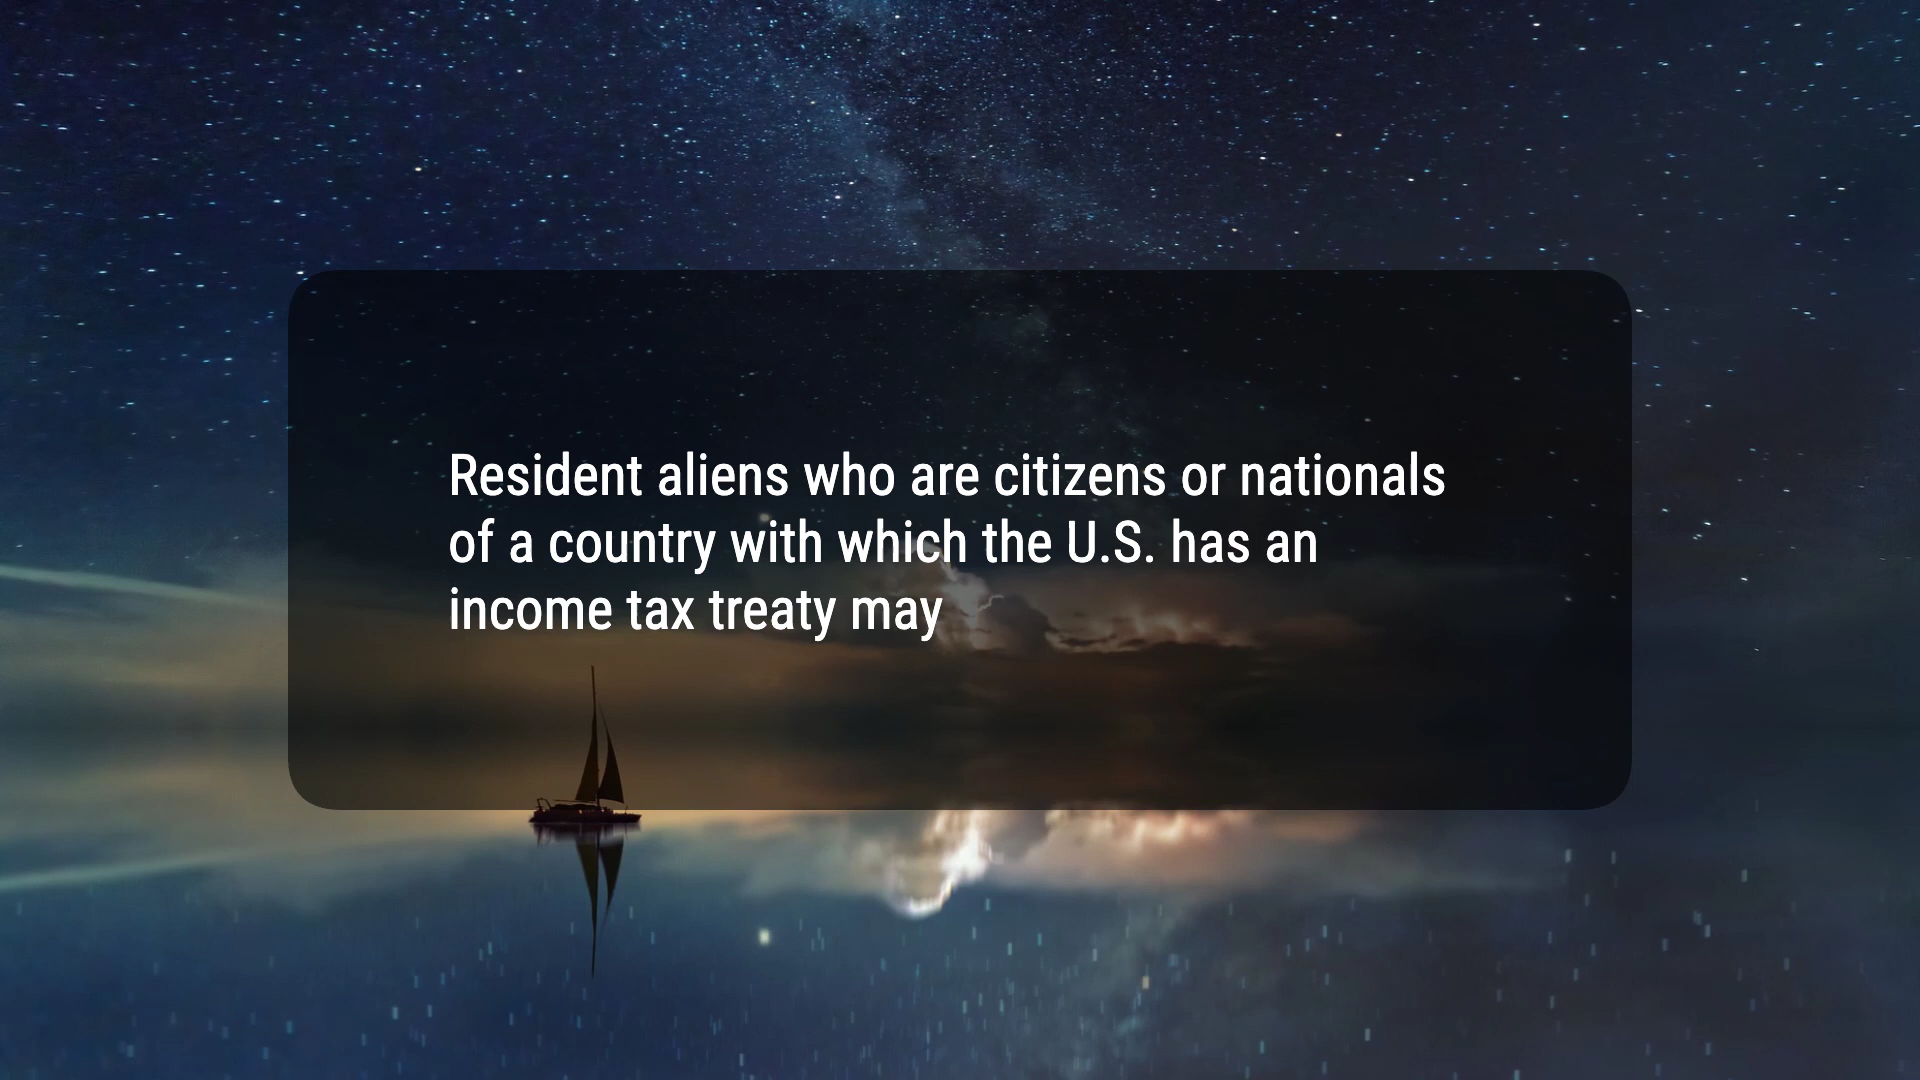 Resident aliens who are citizens or nationals
of a country with which the U.S. has an
income tax treaty may